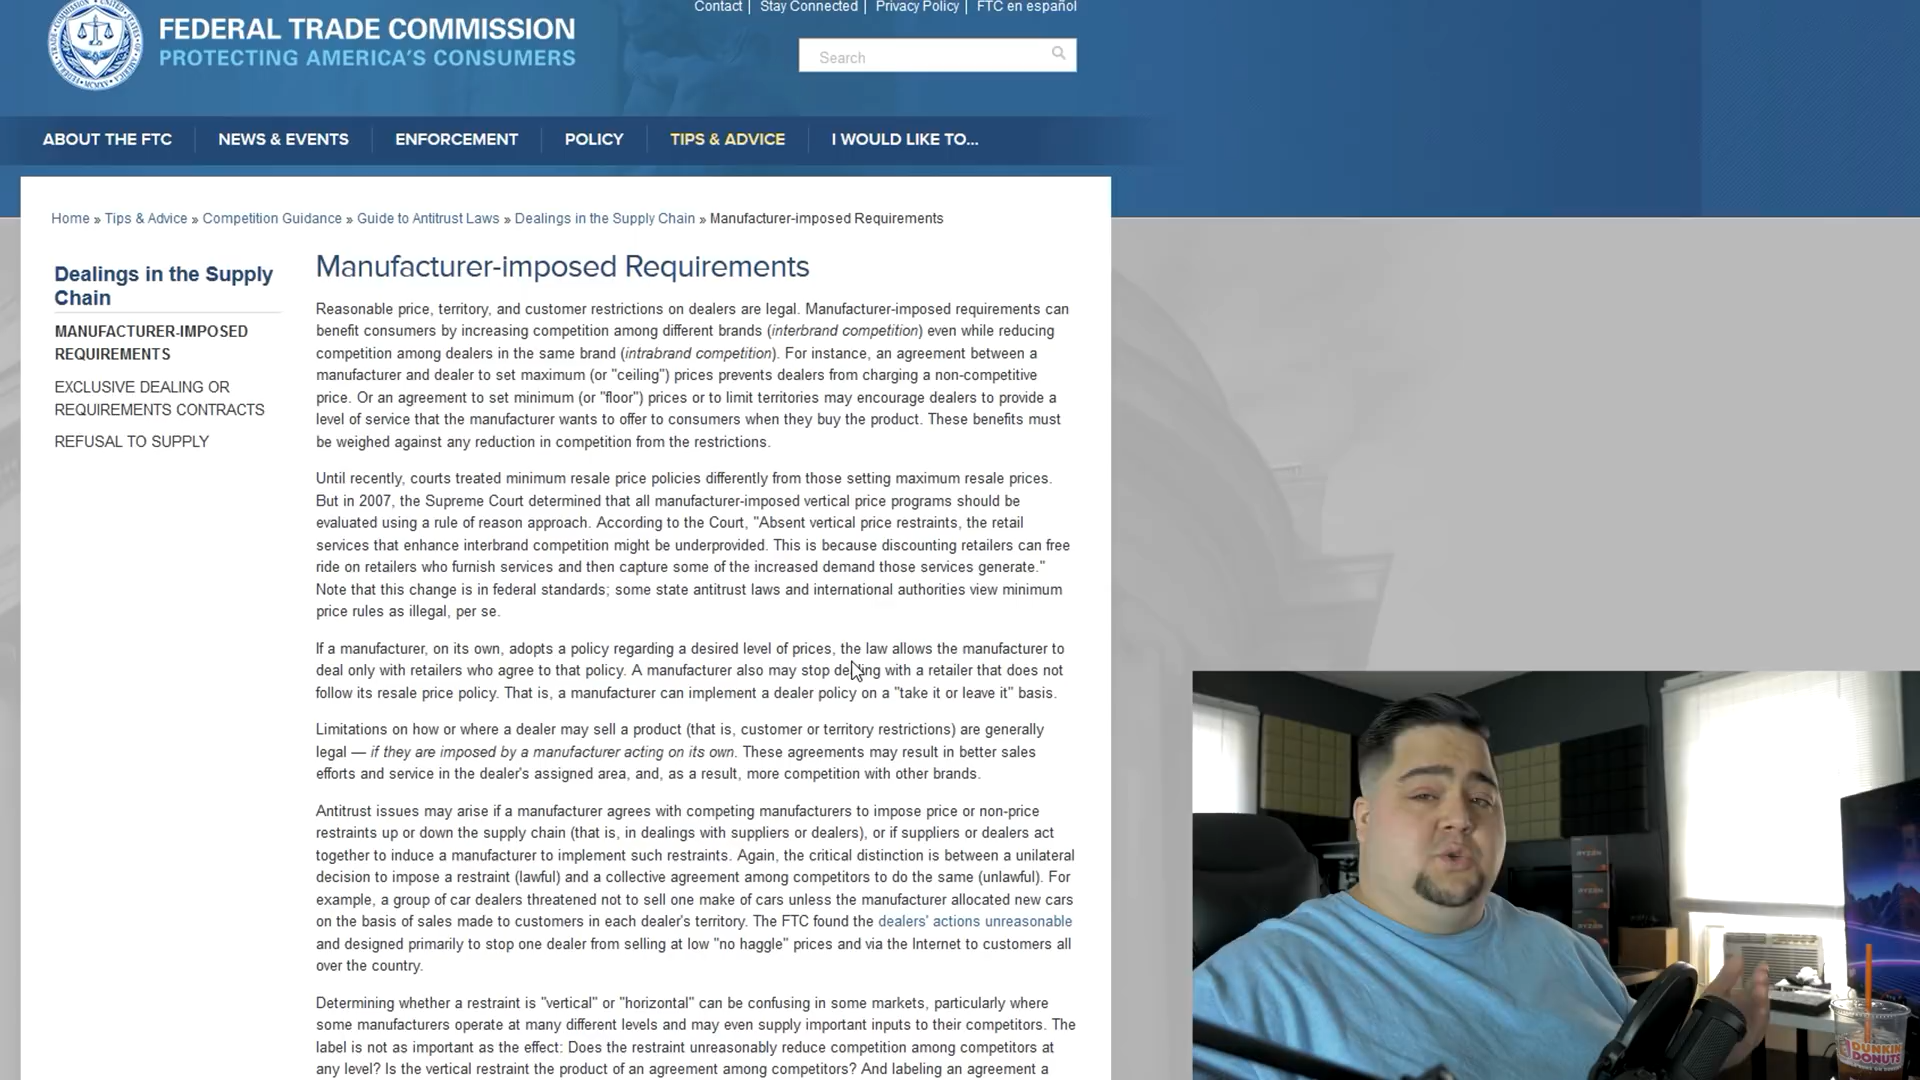 Contact | Stay Connected | Privacy Policy | FTC en español
FEDERAL TRADE COMMISSION
PROTECTING AMERICA'S CONSUMERS
Search
ABOUT THE FTC
NEWS & EVENTS
ENFORCEMENT
POLICY
TIPS & ADVICE
I WOULD LIKE TO...
Home » Tips & Advice » Competition Guidance » Guide to Antitrust Laws » Dealings in the Supply Chain » Manufacturer-imposed Requirements
Dealings in the Supply
Chain
MANUFACTURER-IMPOSED
REQUIREMENTS
EXCLUSIVE DEALING OR
REQUIREMENTS CONTRACTS
REFUSAL TO SUPPLY
Manufacturer-imposed Requirements
Reasonable price, territory, and customer restrictions on dealers are legal. Manufacturer-imposed requirements can
benefit consumers by increasing competition among different brands (interbrand competition) even while reducing
competition among dealers in the same brand (intrabrand competition). For instance, an agreement between a
manufacturer and dealer to set maximum (or "ceiling") prices prevents dealers from charging a non-competitive
price. Or an agreement to set minimum (or "floor") prices or to limit territories may encourage dealers to provide a
level of service that the manufacturer wants to offer to consumers when they buy the product. These benefits must
be weighed against any reduction in competition from the restrictions.
Until recently, courts treated minimum resale price policies differently from those setting maximum resale prices.
But in 2007, the Supreme Court determined that all manufacturer-imposed vertical price programs should be
evaluated using a rule of reason approach. According to the Court, "Absent vertical price restraints, the retail
services that enhance interbrand competition might be underprovided. This is because discounting retailers can free
ride on retailers who furnish services and then capture some of the increased demand those services generate."
Note that this change is in federal standards; some state antitrust laws and international authorities view minimum
price rules as illegal, per se.
If a manufacturer, on its own, adopts a policy regarding a desired level of prices, the law allows the manufacturer to
deal only with retailers who agree to that policy. A manufacturer also may stop dealing with a retailer that does not
follow its resale price policy. That is, a manufacturer can implement a dealer policy on a "take it or leave it" basis.
Limitations on how or where a dealer may sell a product (that is, customer or territory restrictions) are generally
legal — if they are imposed by a manufacturer acting on its own. These agreements may result in better sales
efforts and service in the dealer's assigned area, and, as a result, more competition with other brands.
Antitrust issues may arise if a manufacturer agrees with competing manufacturers to impose price or non-price
restraints up or down the supply chain (that is, in dealings with suppliers or dealers), or if suppliers or dealers act
together to induce a manufacturer to implement such restraints. Again, the critical distinction is between a unilateral
decision to impose a restraint (lawful) and a collective agreement among competitors to do the same (unlawful). For
example, a group of car dealers threatened not to sell one make of cars unless the manufacturer allocated new cars
on the basis of sales made to customers in each dealer's territory. The FTC found the dealers' actions unreasonable
and designed primarily to stop one dealer from selling at low "no haggle" prices and via the Internet to customers all
over the country.
Determining whether a restraint is "vertical" or "horizontal" can be confusing in some markets, particularly where
some manufacturers operate at many different levels and may even supply important inputs to their competitors. The
label is not as important as the effect: Does the restraint unreasonably reduce competition among competitors at
any level? Is the vertical restraint the product of an agreement among competitors? And labeling an agreement a
RYZEN
RYZEN
RYZEN
DUNKIN'
DONUTS